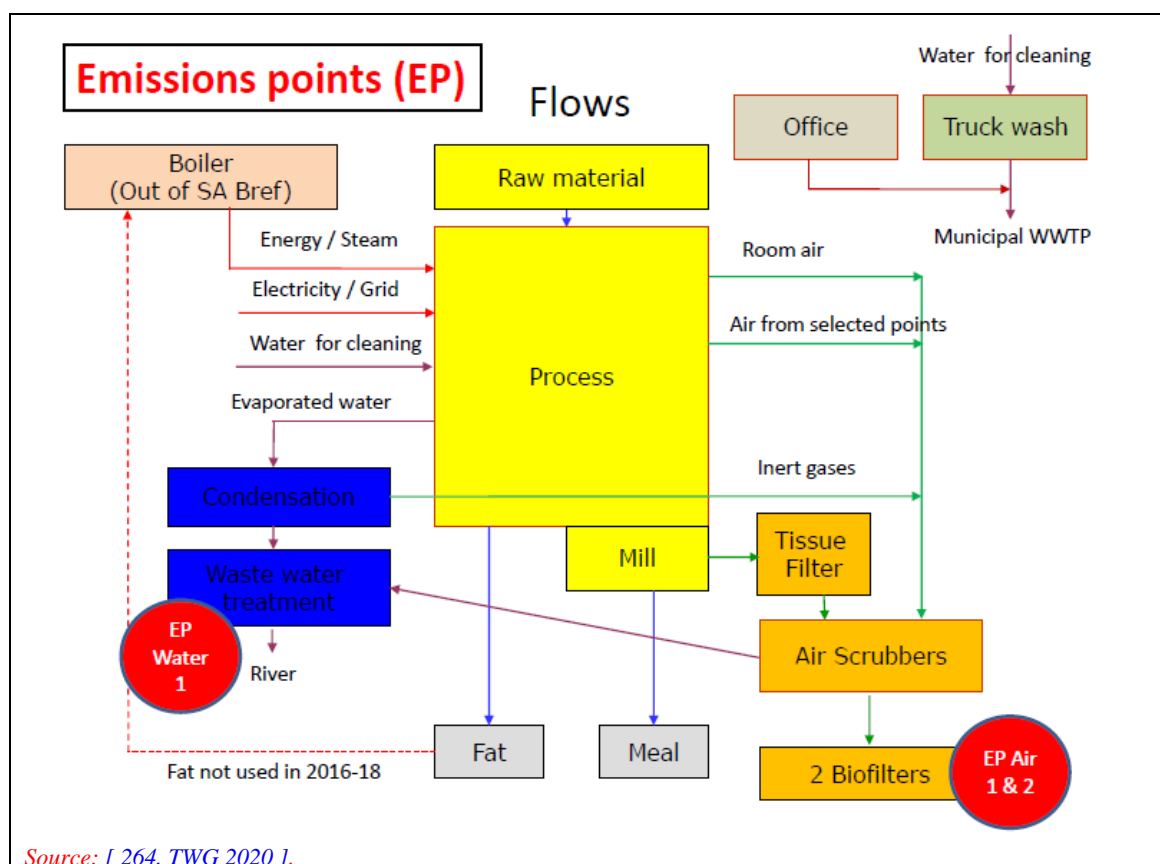 Emissions points (EP)
Flows
Water for cleaning
Office
Truck wash
Municipal WWTP
Boiler
(Out of SA Bref)
Raw material
Energy / Steam
Electricity / Grid
Water for cleaning
Evaporated water
Process
Room air
Air from selected points
Inert gases
Condensation
Waste water
treatment
Mill
Tissue
Filter
EP
Water
1
River
Air Scrubbers
Fat
Meal
2 Biofilters
EP Air
1 & 2
Fat not used in 2016-18
Source: [ 264, TWG 2020 ].